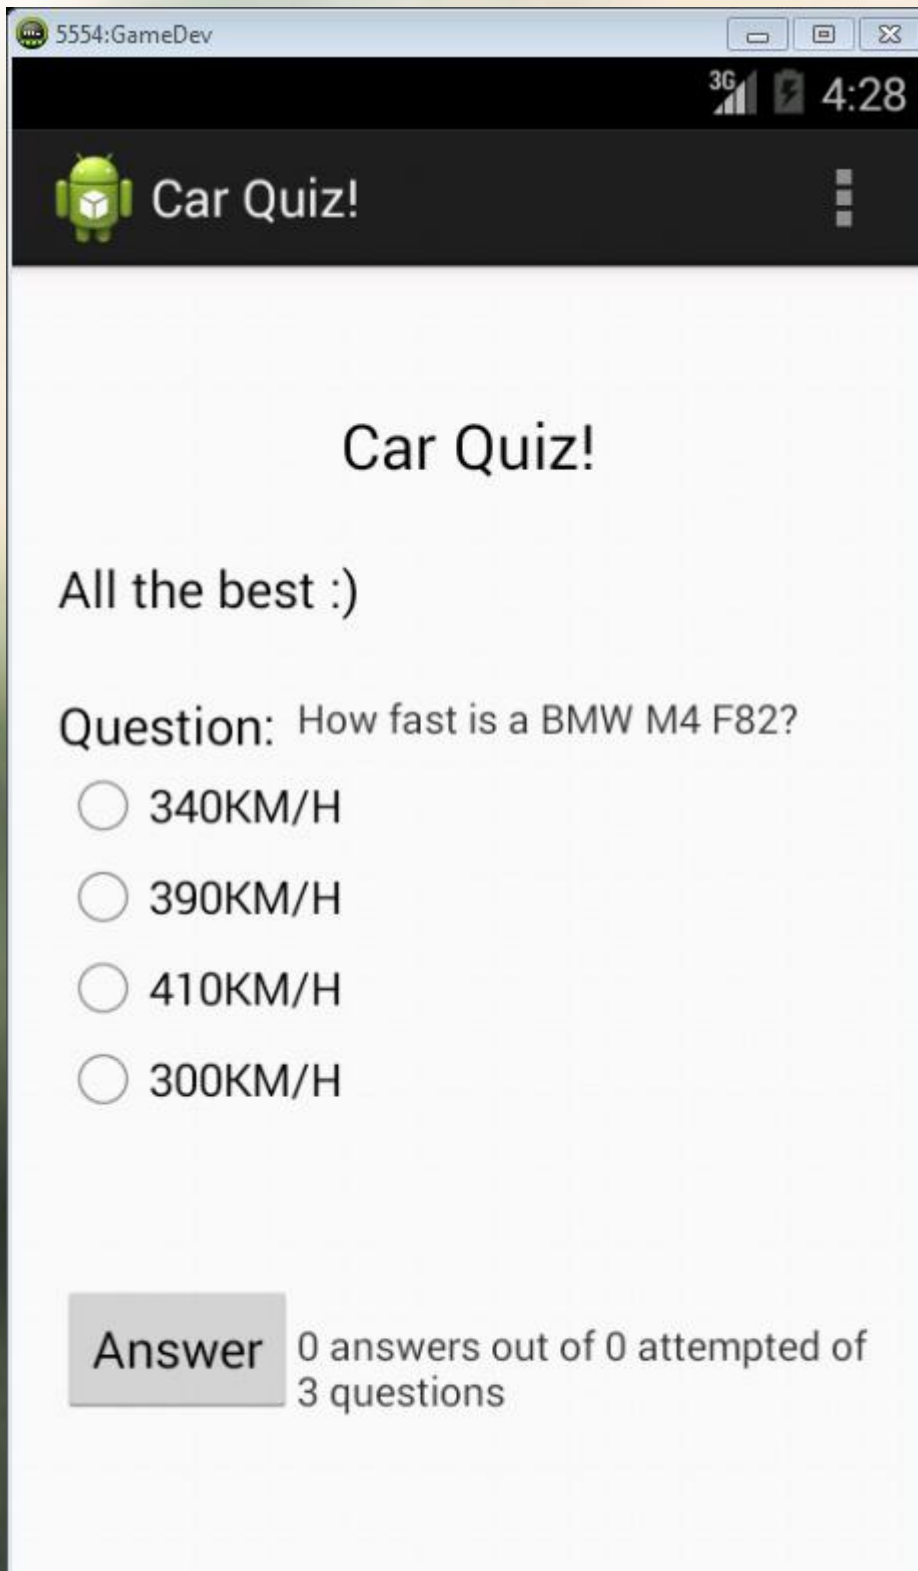 5554:GameDev
3G 4:28
Car Quiz!
Car Quiz!
All the best :)
Question: How fast is a BMW M4 F82?
340KM/H
390KM/H
410KM/H
300KM/H
Answer 0 answers out of 0 attempted of
3 questions